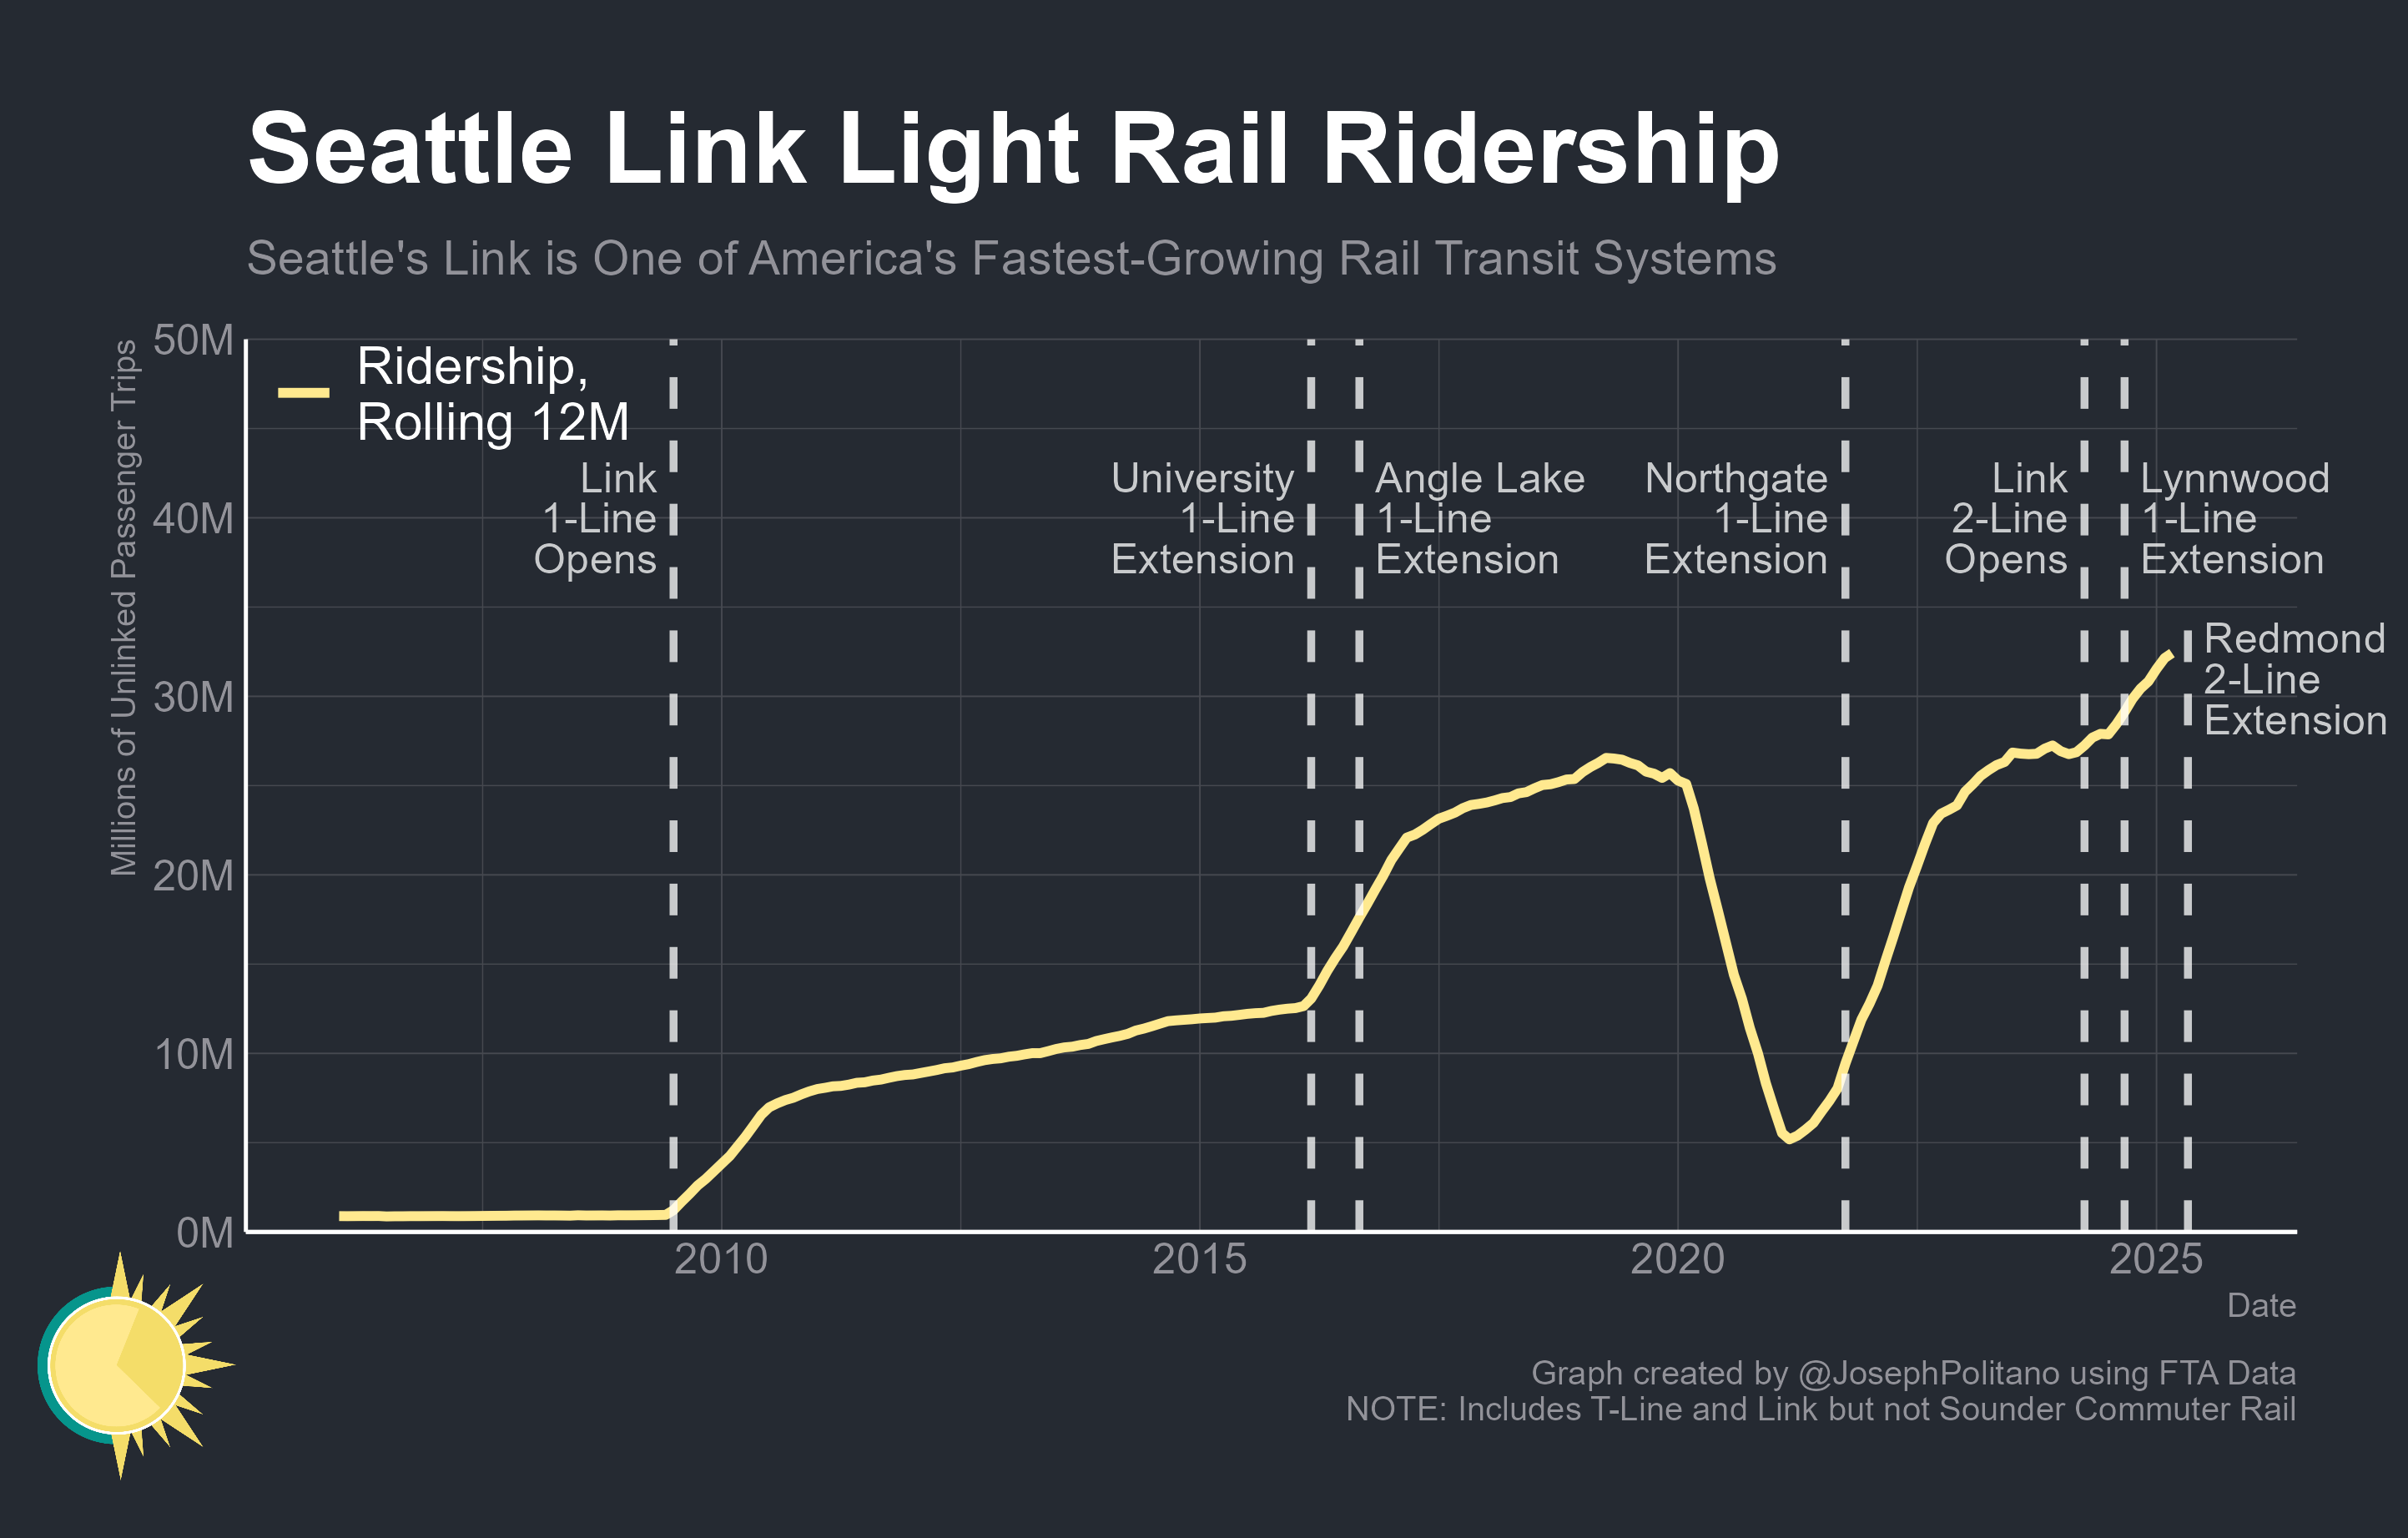 Seattle Link Light Rail Ridership
Seattle's Link is One of America's Fastest-Growing Rail Transit Systems
Millions of Unlinked Passenger Trips
50M
40M
30M
20M
10M
0M
Ridership,
Rolling 12M
Link
1-Line
Opens
University
1-Line
Extension
Angle Lake
1-Line
Extension
Northgate
1-Line
Extension
Link
2-Line
Opens
Lynnwood
1-Line
Extension
Redmond
2-Line
Extension
2010
2015
2020
2025
Date
Graph created by @JosephPolitano using FTA Data
NOTE: Includes T-Line and Link but not Sounder Commuter Rail